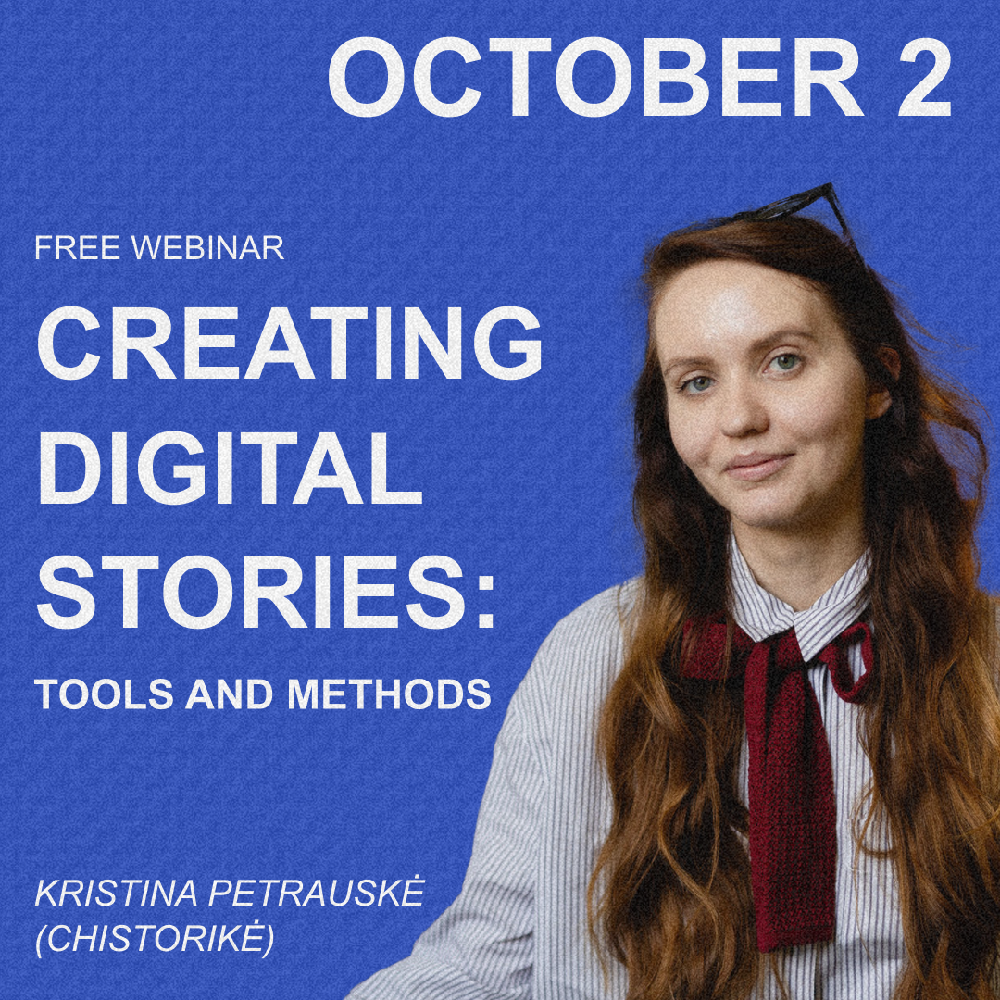 OCTOBER 2
FREE WEBINAR
CREATING
DIGITAL
STORIES:
TOOLS AND METHODS
KRISTINA PETRAUSKĖ
(CHISTORIKĖ)